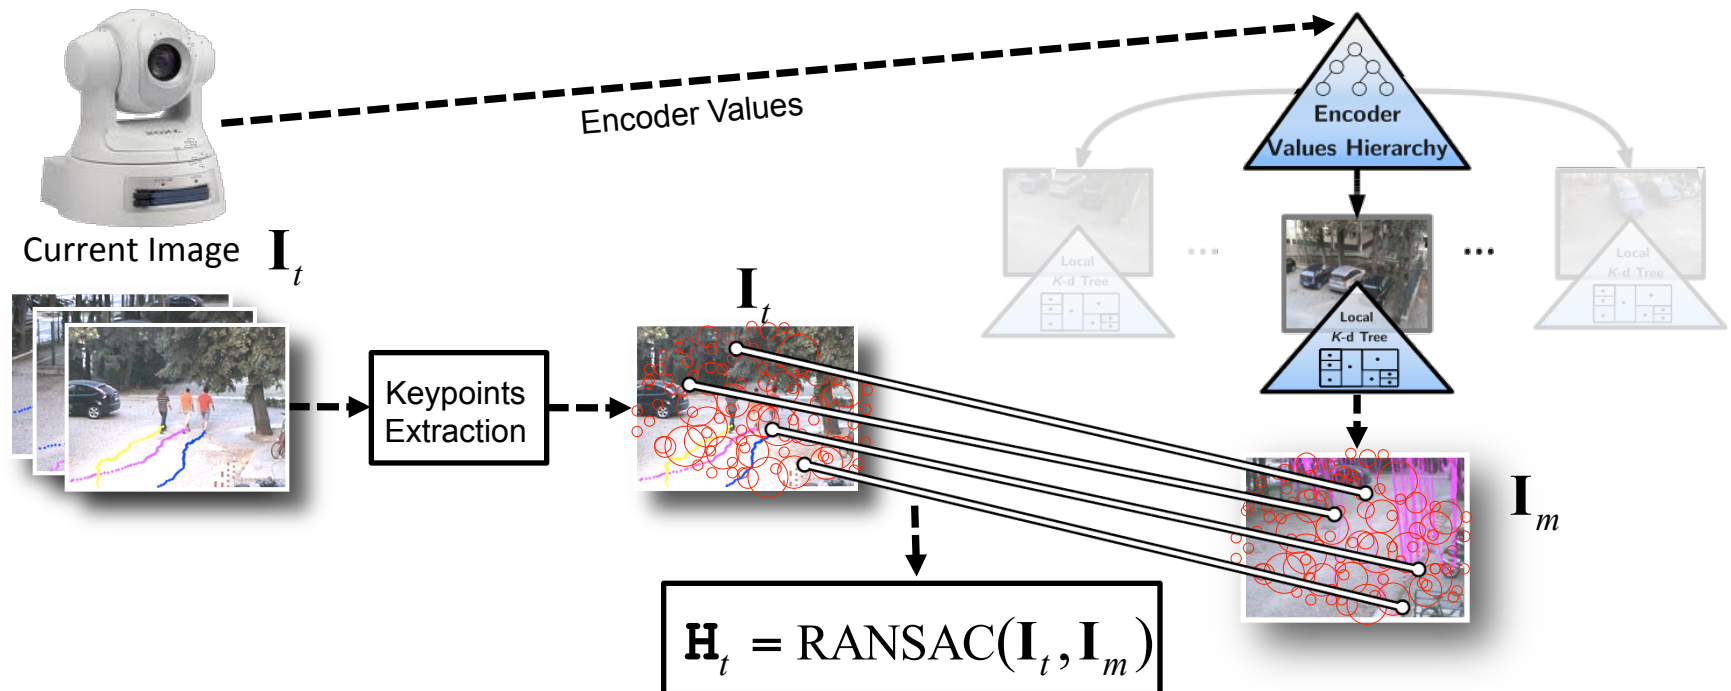 Encoder Values
Encoder
Values Hierarchy
Current Image I_t
Keypoints
Extraction
I_t
...
...
Local
K-d Tree
Local
K-d Tree
Local
K-d Tree
I_m
H_t = RANSAC(I_t, I_m)